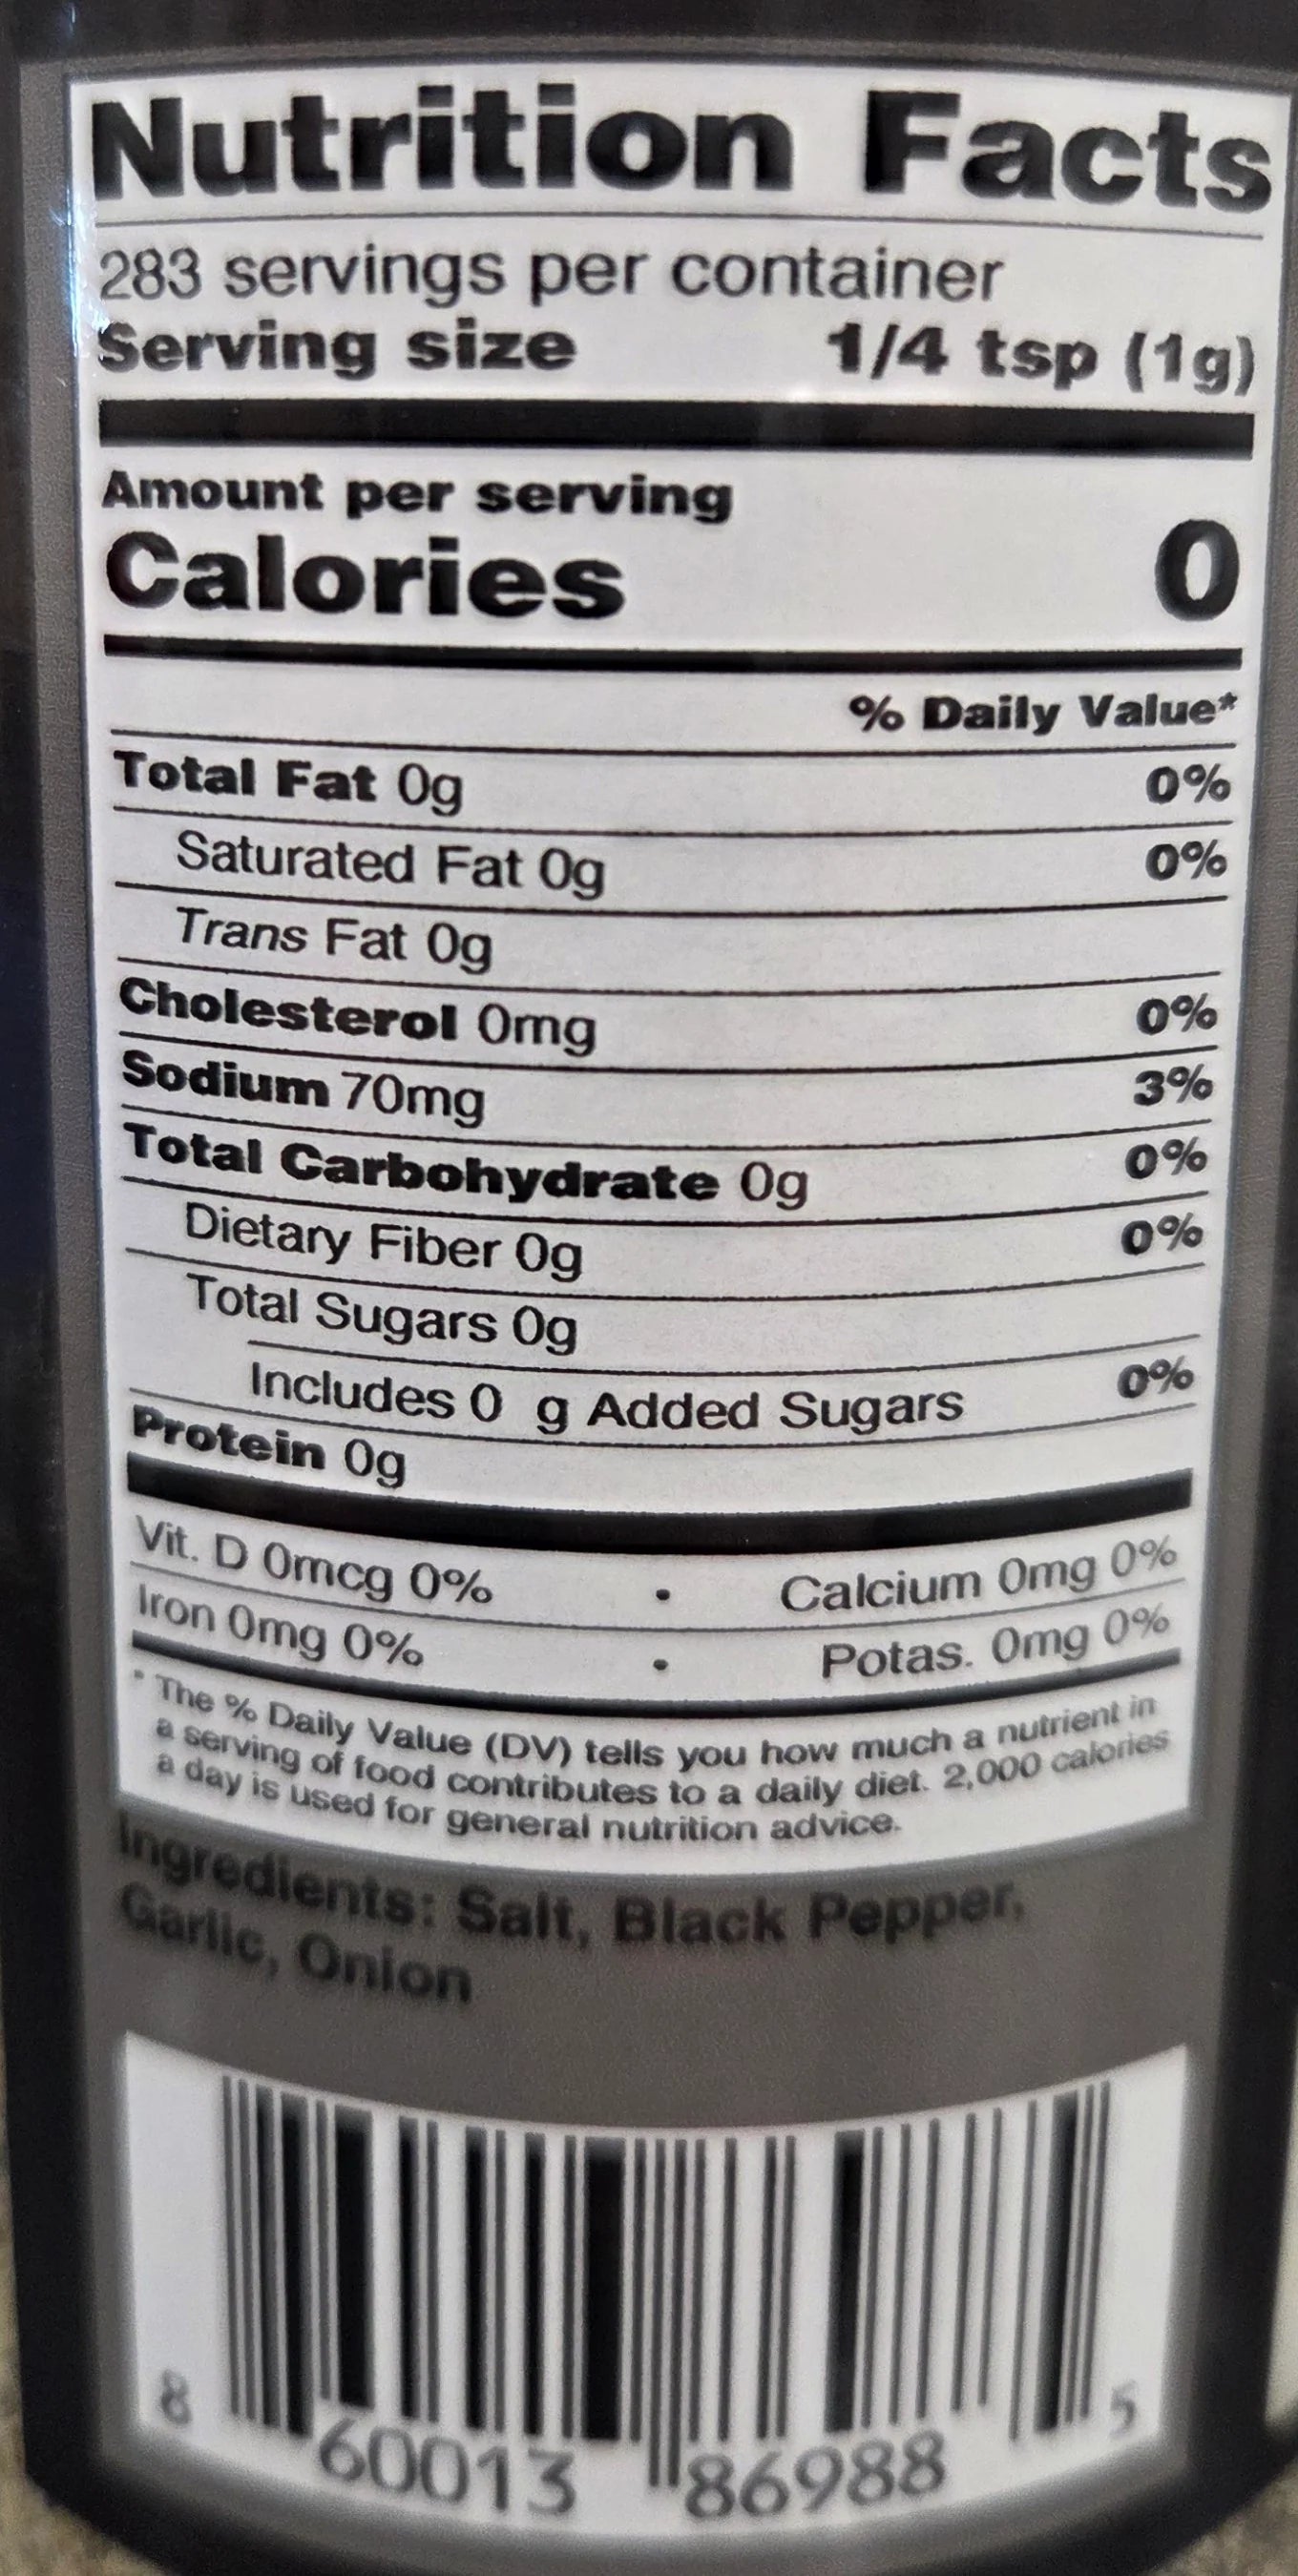 Nutrition Facts
283 servings per container
Serving size 1/4 tsp (1g)
Amount per serving
Calories 0
% Daily Value*
Total Fat 0g 0%
Saturated Fat 0g 0%
Trans Fat 0g
Cholesterol 0mg 0%
Sodium 70mg 3%
Total Carbohydrate 0g 0%
Dietary Fiber 0g 0%
Total Sugars 0g
Includes 0 g Added Sugars 0%
Protein 0g
Vit. D 0mcg 0% • Calcium 0mg 0%
Iron 0mg 0% • Potas. 0mg 0%
* The % Daily Value (DV) tells you how much a nutrient in
a serving of food contributes to a daily diet. 2,000 calories
a day is used for general nutrition advice.
Ingredients: Salt, Black Pepper,
Garlic, Onion
8 60013 86988 5